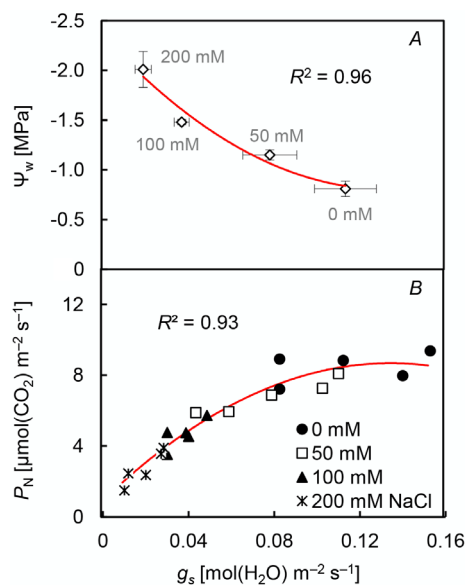 A
-2.0
200 mM
R² = 0.96
-1.5
100 mM
50 mM
-1.0
-0.5
0 mM
0
Ψw [MPa]
B
12
R² = 0.93
8
4
0
PN [µmol(CO2) m⁻² s⁻¹]
0 mM
50 mM
100 mM
200 mM NaCl
0.00 0.04 0.08 0.12 0.16
gs [mol(H2O) m⁻² s⁻¹]